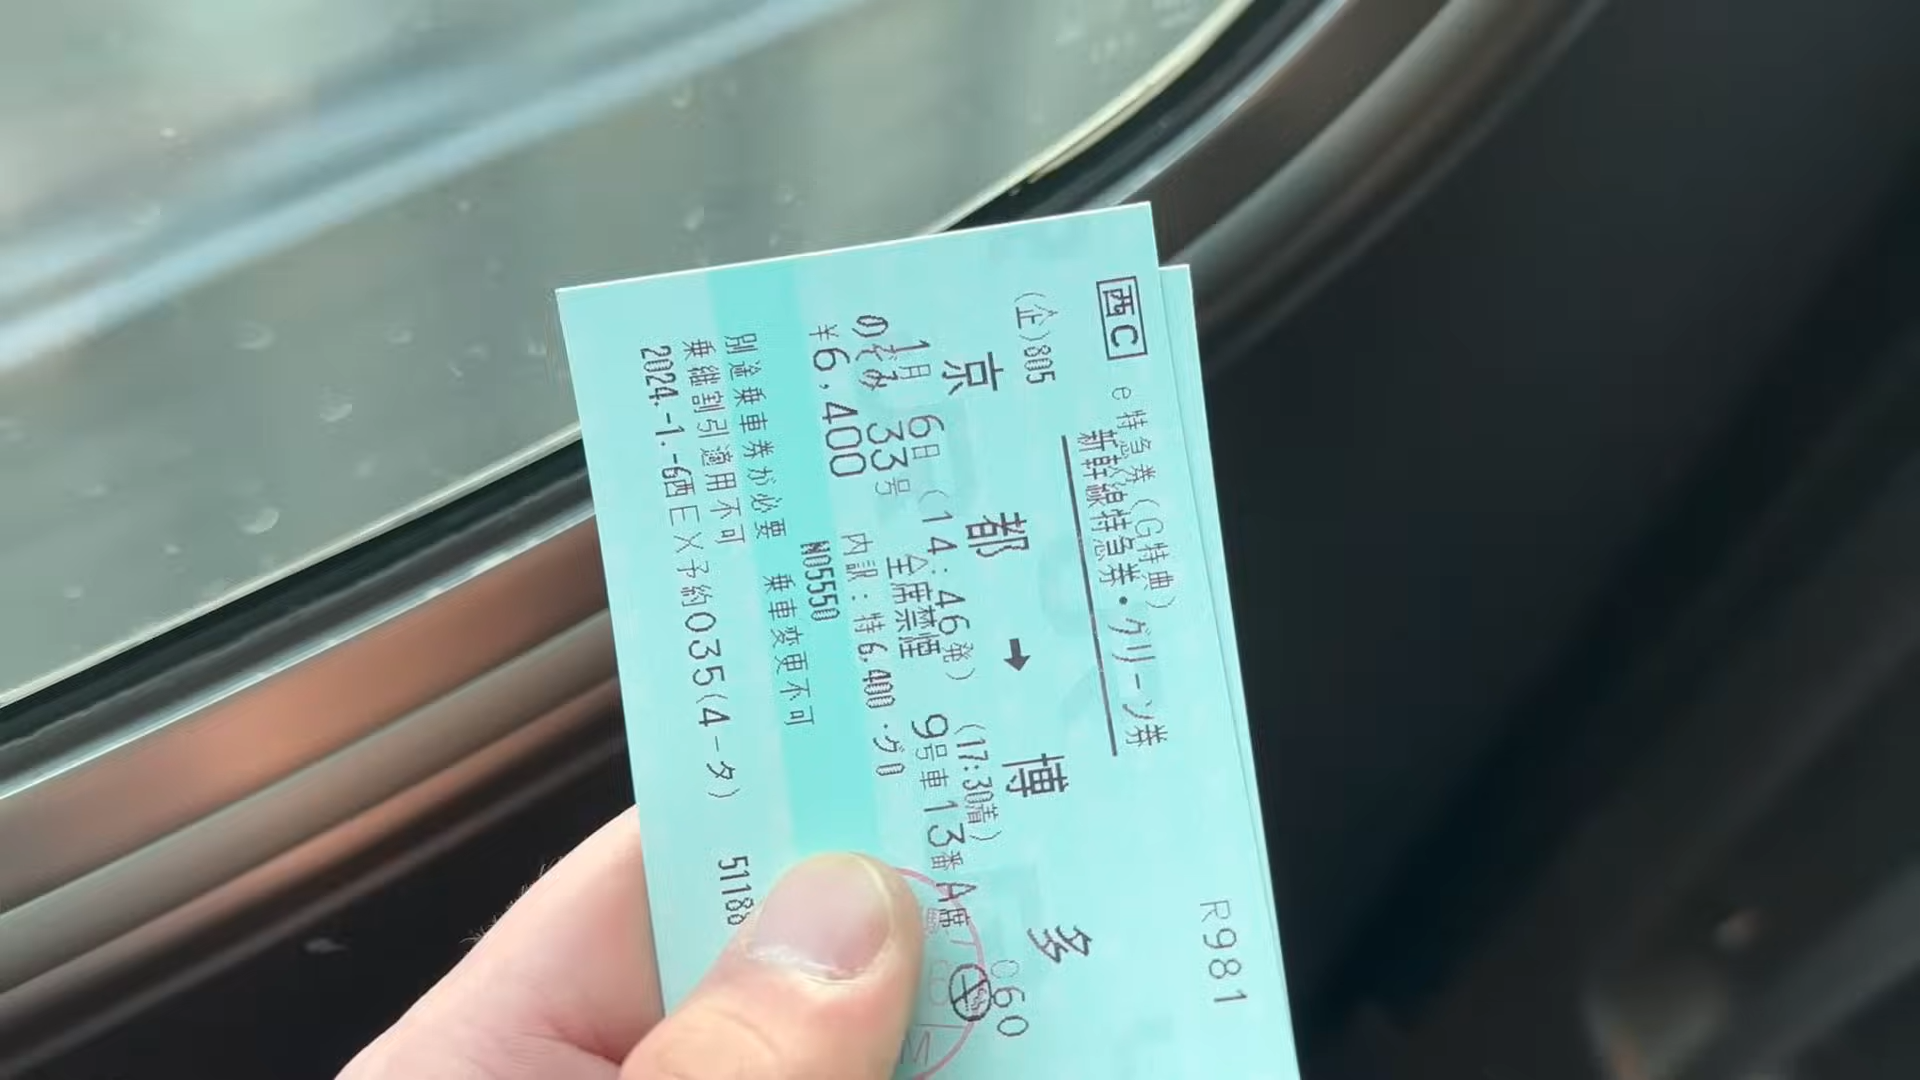 西C e特急券(G特典) R981
新幹線特急券・グリーン券
(企)805
京都 ➡ 博多 060
1月 6日 (14:46発) (17:30着)
のぞみ 33号 全席禁煙 9号車13番A席
¥6,400 内訳:特6,400・グ0
N05550
別途乗車券が必要 乗車変更不可
乗継割引適用不可
2024.-1.-6西EX予約035(4-タ) 51188